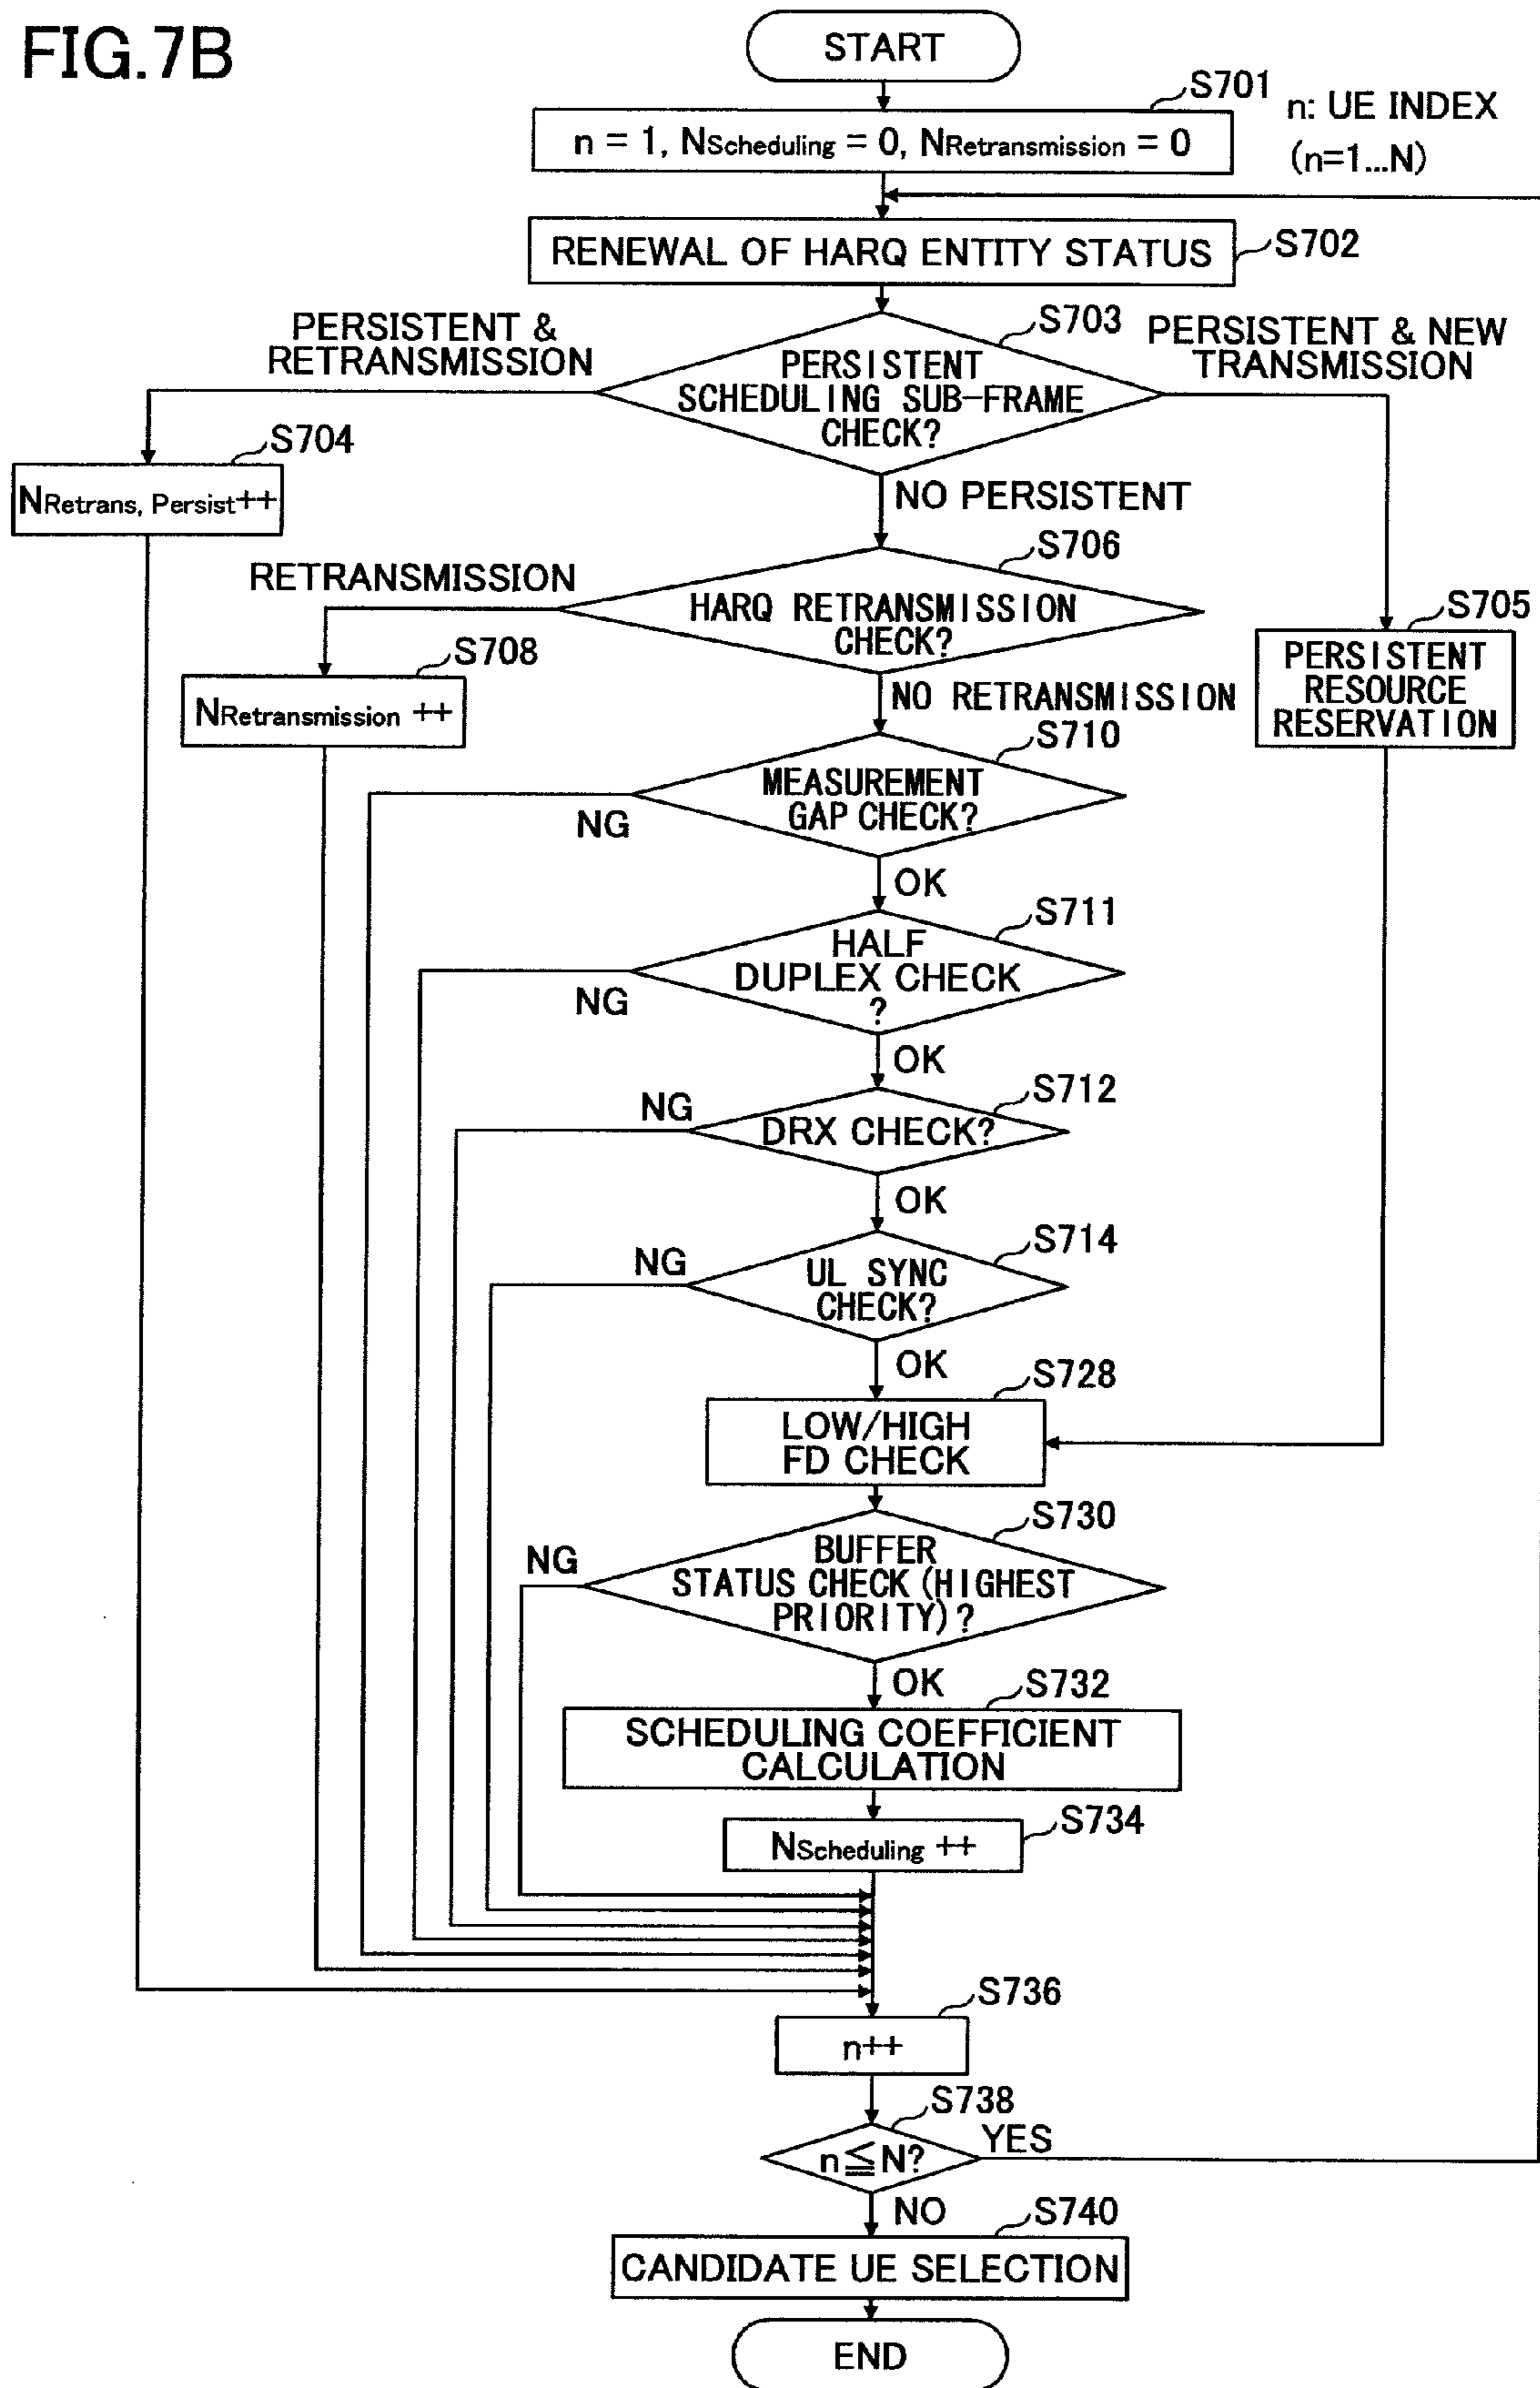 FIG.7B
START
S701
n = 1, NScheduling = 0, NRetransmission = 0
n: UE INDEX
(n=1...N)
RENEWAL OF HARQ ENTITY STATUS
S702
S703
PERSISTENT &
RETRANSMISSION
PERSISTENT
SCHEDULING SUB-FRAME
CHECK?
PERSISTENT & NEW
TRANSMISSION
S704
NRetrans, Persist++
NO PERSISTENT
S706
RETRANSMISSION
HARQ RETRANSMISSION
CHECK?
S705
PERSISTENT
RESOURCE
RESERVATION
S708
NRetransmission ++
NO RETRANSMISSION
S710
MEASUREMENT
GAP CHECK?
NG
OK
S711
HALF
DUPLEX CHECK
?
NG
OK
S712
NG
DRX CHECK?
OK
S714
NG
UL SYNC
CHECK?
OK
S728
LOW/HIGH
FD CHECK
S730
NG
BUFFER
STATUS CHECK (HIGHEST
PRIORITY)?
OK
S732
SCHEDULING COEFFICIENT
CALCULATION
S734
NScheduling ++
S736
n++
S738
n≦N?
YES
NO
S740
CANDIDATE UE SELECTION
END